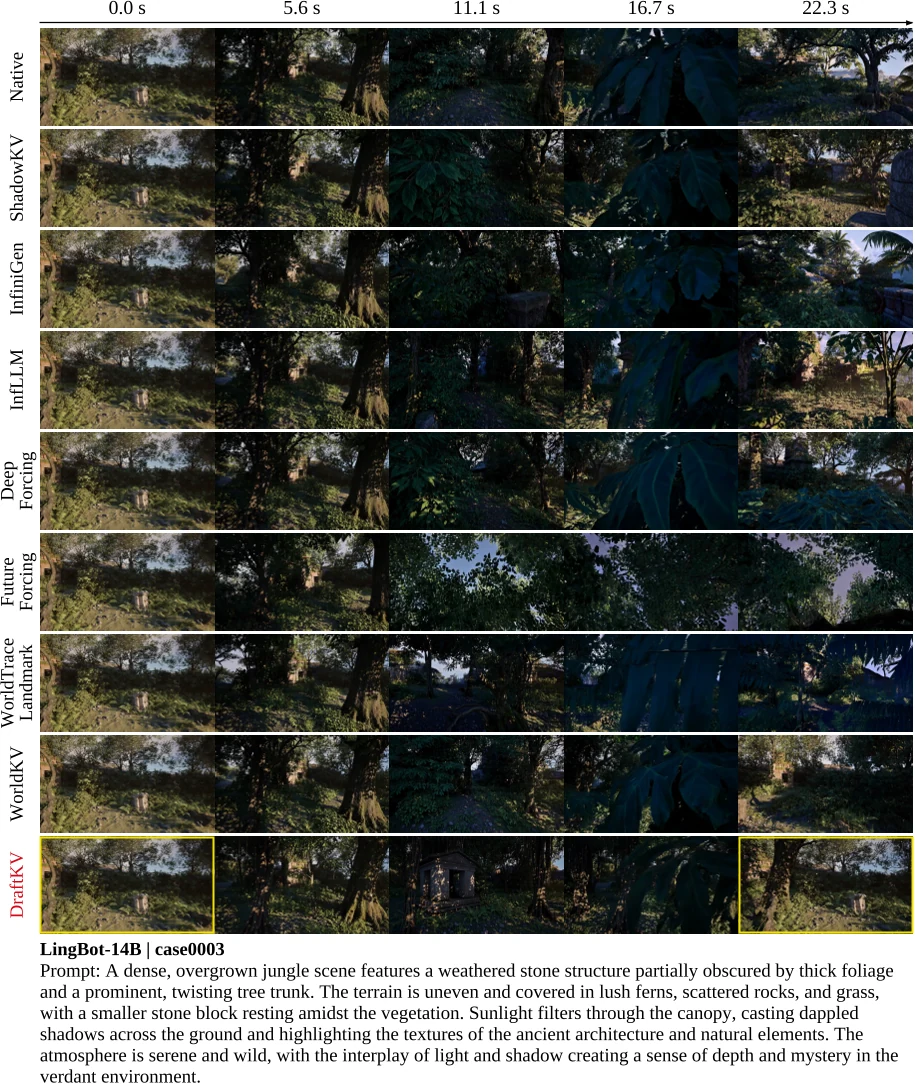 0.0 s 5.6 s 11.1 s 16.7 s 22.3 s
Native
ShadowKV
InfiniGen
InfLLM
Deep
Forcing
Future
Forcing
WorldTrace
Landmark
WorldKV
DraftKV
LingBot-14B | case0003
Prompt: A dense, overgrown jungle scene features a weathered stone structure partially obscured by thick foliage
and a prominent, twisting tree trunk. The terrain is uneven and covered in lush ferns, scattered rocks, and grass,
with a smaller stone block resting amidst the vegetation. Sunlight filters through the canopy, casting dappled
shadows across the ground and highlighting the textures of the ancient architecture and natural elements. The
atmosphere is serene and wild, with the interplay of light and shadow creating a sense of depth and mystery in the
verdant environment.